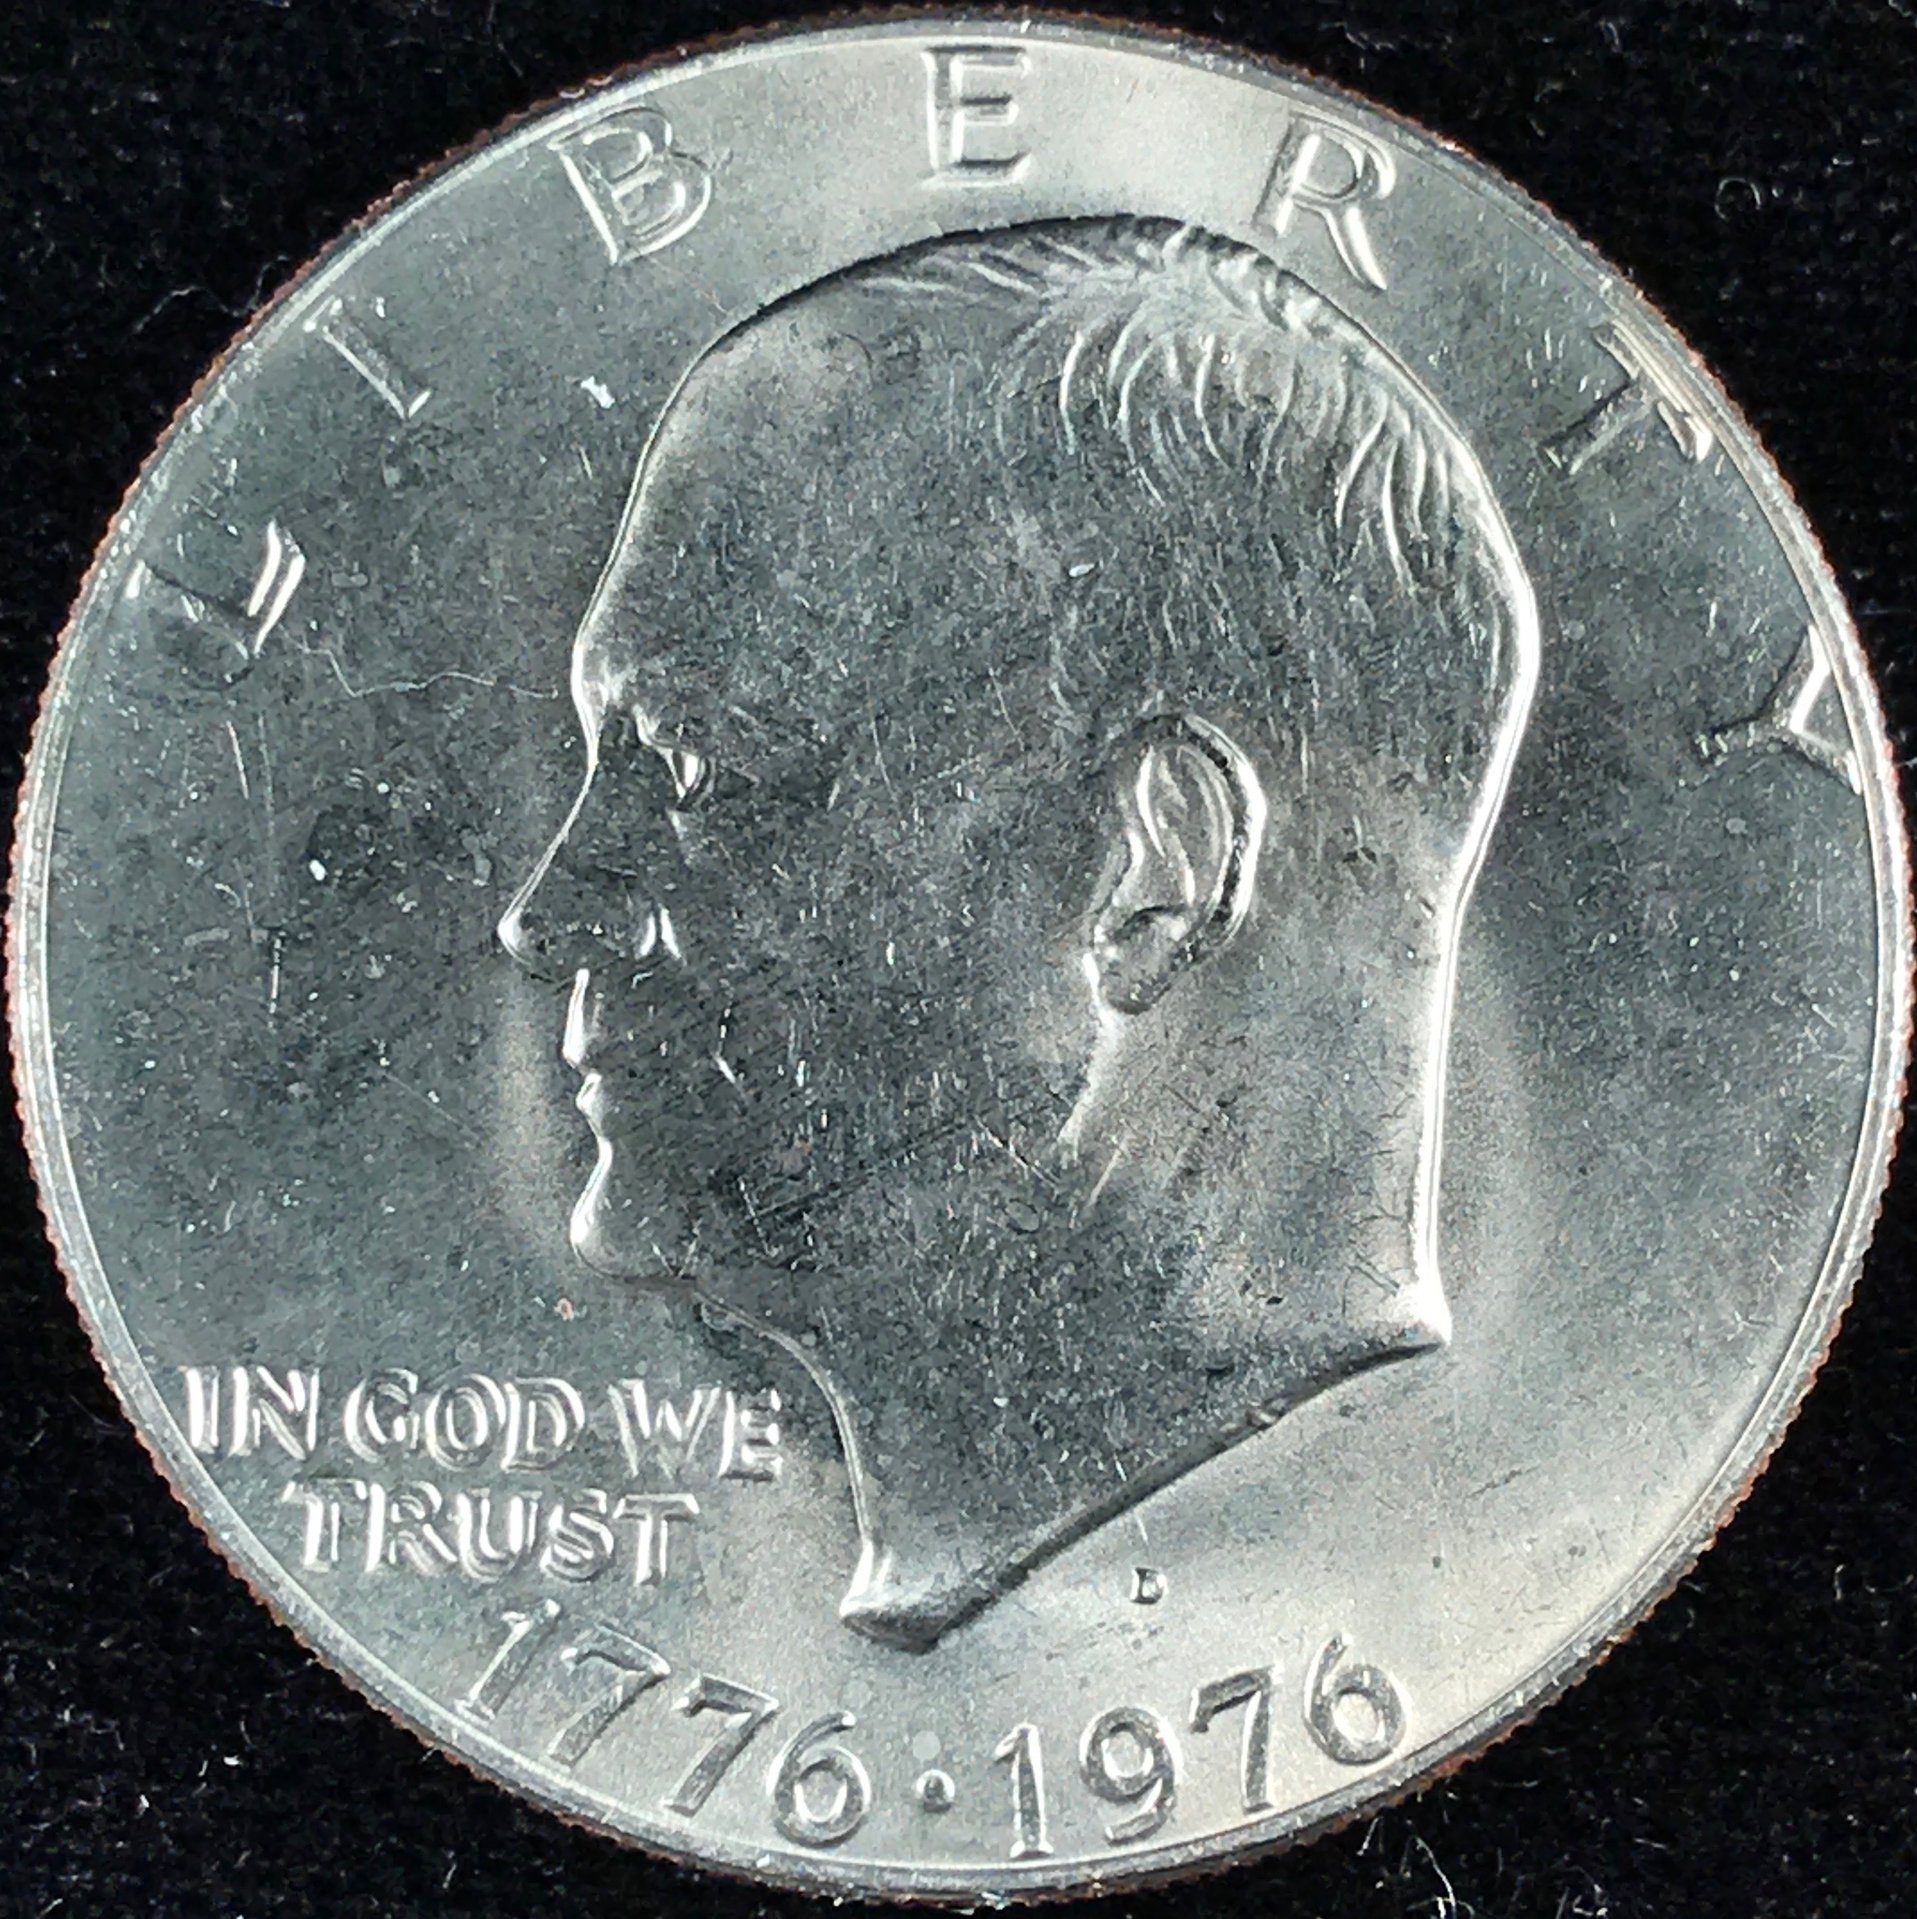 LIBERTY
IN GOD WE
TRUST
D
1776 • 1976